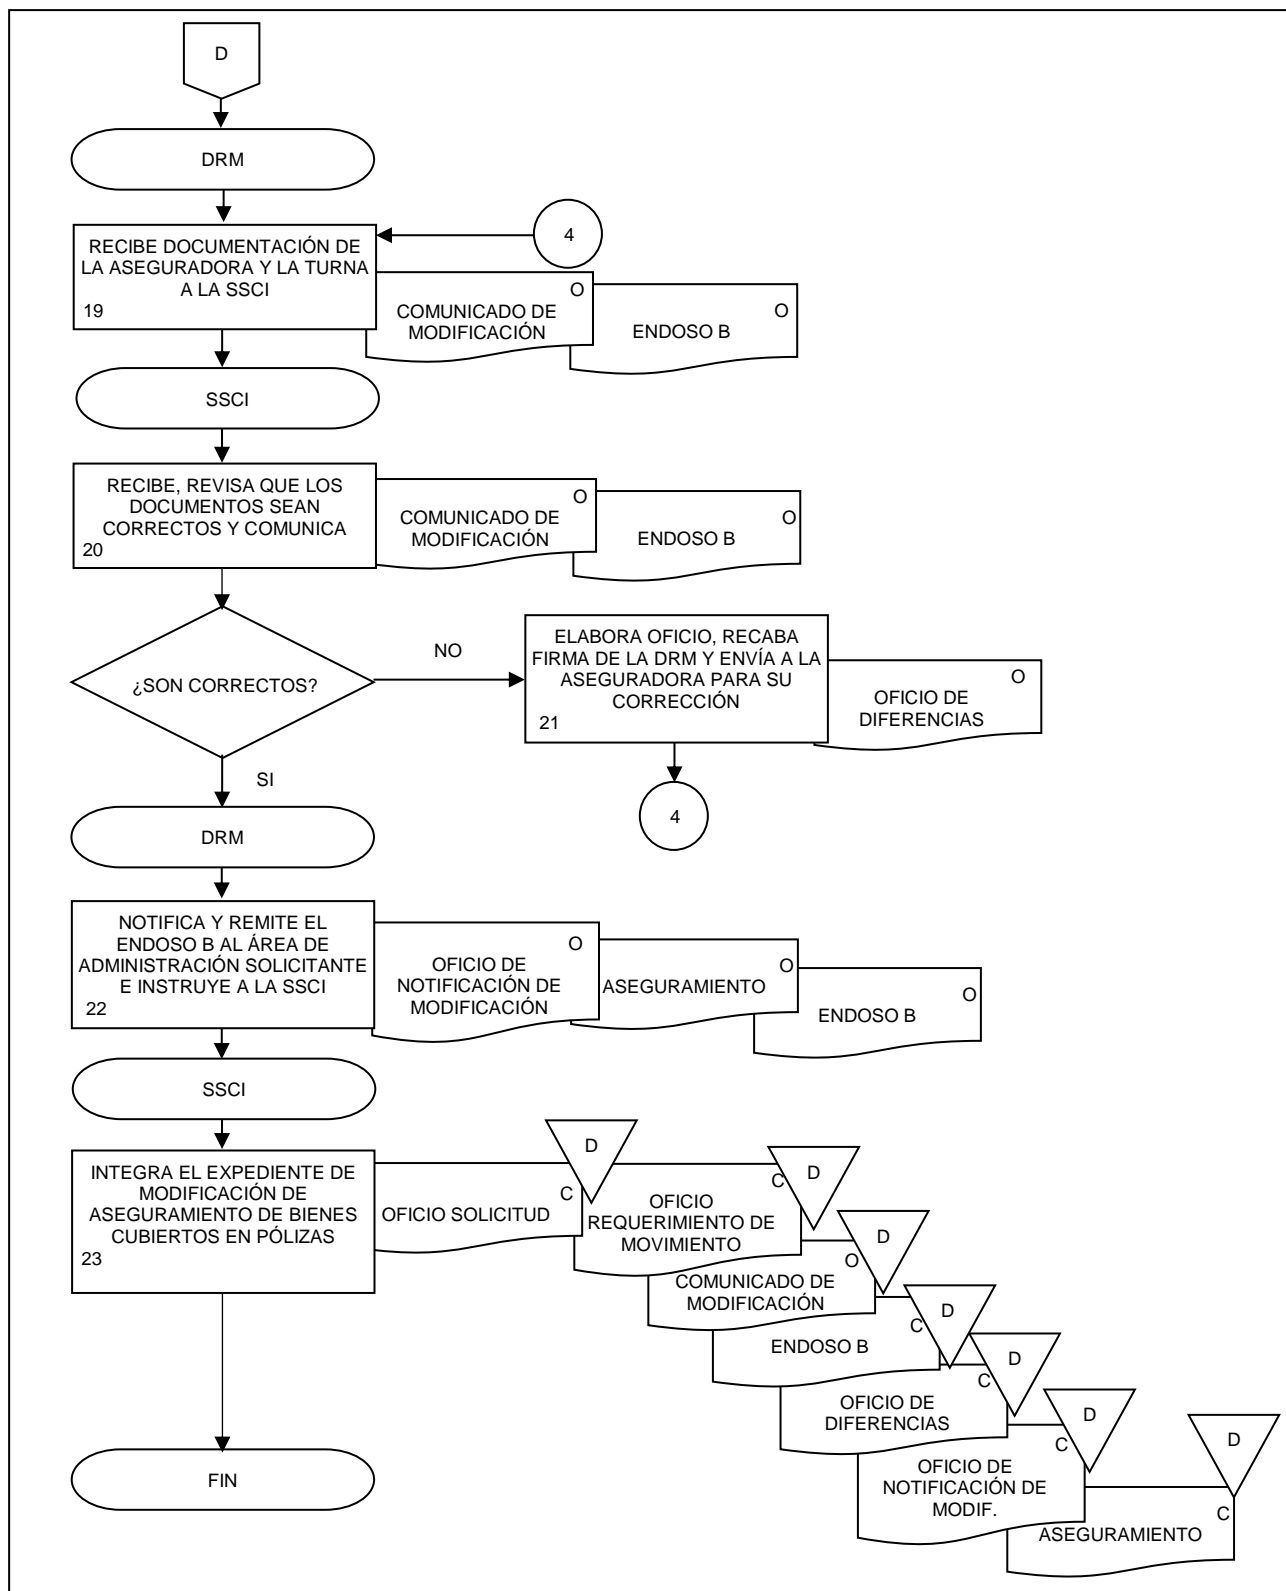 D
DRM
4
RECIBE DOCUMENTACIÓN DE
LA ASEGURADORA Y LA TURNA
A LA SSCI
19
O
COMUNICADO DE
MODIFICACIÓN
O
ENDOSO B
SSCI
RECIBE, REVISA QUE LOS
DOCUMENTOS SEAN
CORRECTOS Y COMUNICA
20
O
COMUNICADO DE
MODIFICACIÓN
O
ENDOSO B
¿SON CORRECTOS?
NO
ELABORA OFICIO, RECABA
FIRMA DE LA DRM Y ENVÍA A LA
ASEGURADORA PARA SU
CORRECCIÓN
21
O
OFICIO DE
DIFERENCIAS
4
SI
DRM
NOTIFICA Y REMITE EL
ENDOSO B AL ÁREA DE
ADMINISTRACIÓN SOLICITANTE
E INSTRUYE A LA SSCI
22
O
OFICIO DE
NOTIFICACIÓN DE
MODIFICACIÓN
O
ASEGURAMIENTO
O
ENDOSO B
SSCI
INTEGRA EL EXPEDIENTE DE
MODIFICACIÓN DE
ASEGURAMIENTO DE BIENES
CUBIERTOS EN PÓLIZAS
23
D
C
OFICIO SOLICITUD
D
C
OFICIO
REQUERIMIENTO DE
MOVIMIENTO
D
O
COMUNICADO DE
MODIFICACIÓN
D
C
ENDOSO B
D
C
OFICIO DE
DIFERENCIAS
D
C
OFICIO DE
NOTIFICACIÓN DE
MODIF.
D
C
ASEGURAMIENTO
FIN